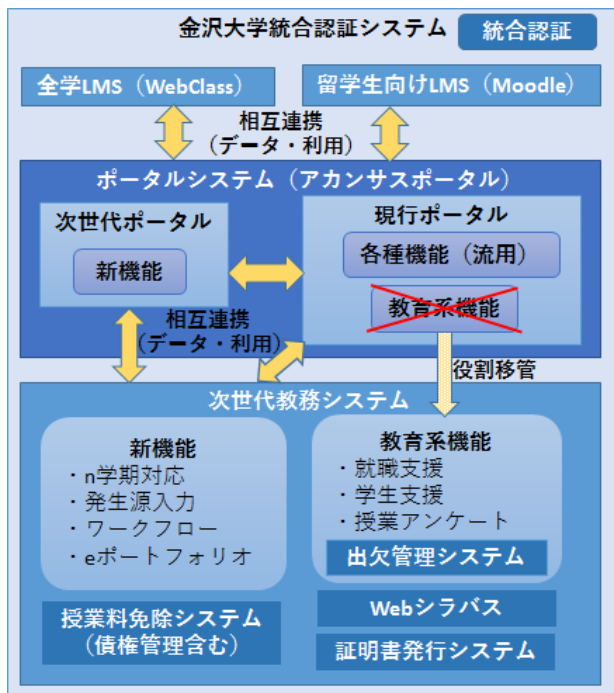 金沢大学統合認証システム
統合認証
全学LMS（WebClass）
留学生向けLMS（Moodle）
相互連携
（データ・利用）
ポータルシステム（アカンサスポータル）
次世代ポータル
新機能
現行ポータル
各種機能（流用）
教育系機能
相互連携
（データ・利用）
役割移管
次世代教務システム
新機能
・n学期対応
・発生源入力
・ワークフロー
・eポートフォリオ
教育系機能
・就職支援
・学生支援
・授業アンケート
出欠管理システム
授業料免除システム
（債権管理含む）
Webシラバス
証明書発行システム